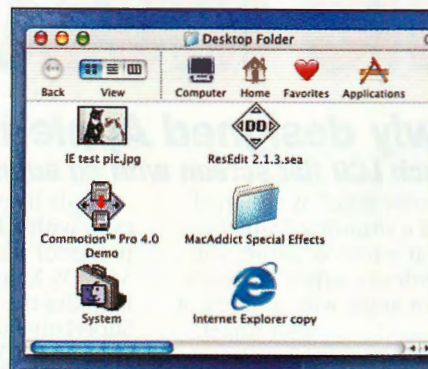 Desktop Folder
Back View Computer Home Favorites Applications
IE test pic.jpg ResEdit 2.1.3.sea
DD
Commotion™ Pro 4.0 Demo MacAddict Special Effects
System Internet Explorer copy